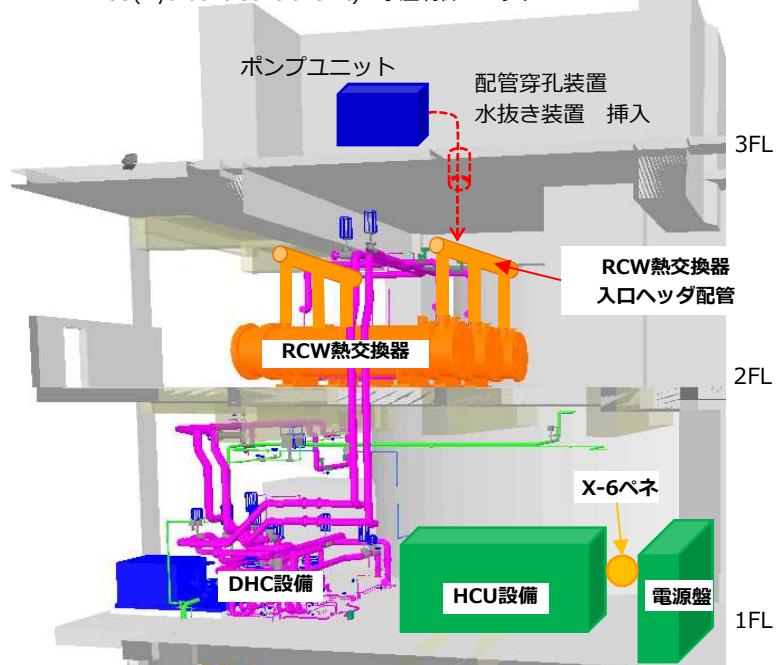 ポンプユニット
配管穿孔装置
水抜き装置 挿入
3FL
RCW熱交換器
入口ヘッダ配管
RCW熱交換器
2FL
X-6ペネ
DHC設備
HCU設備
電源盤
1FL